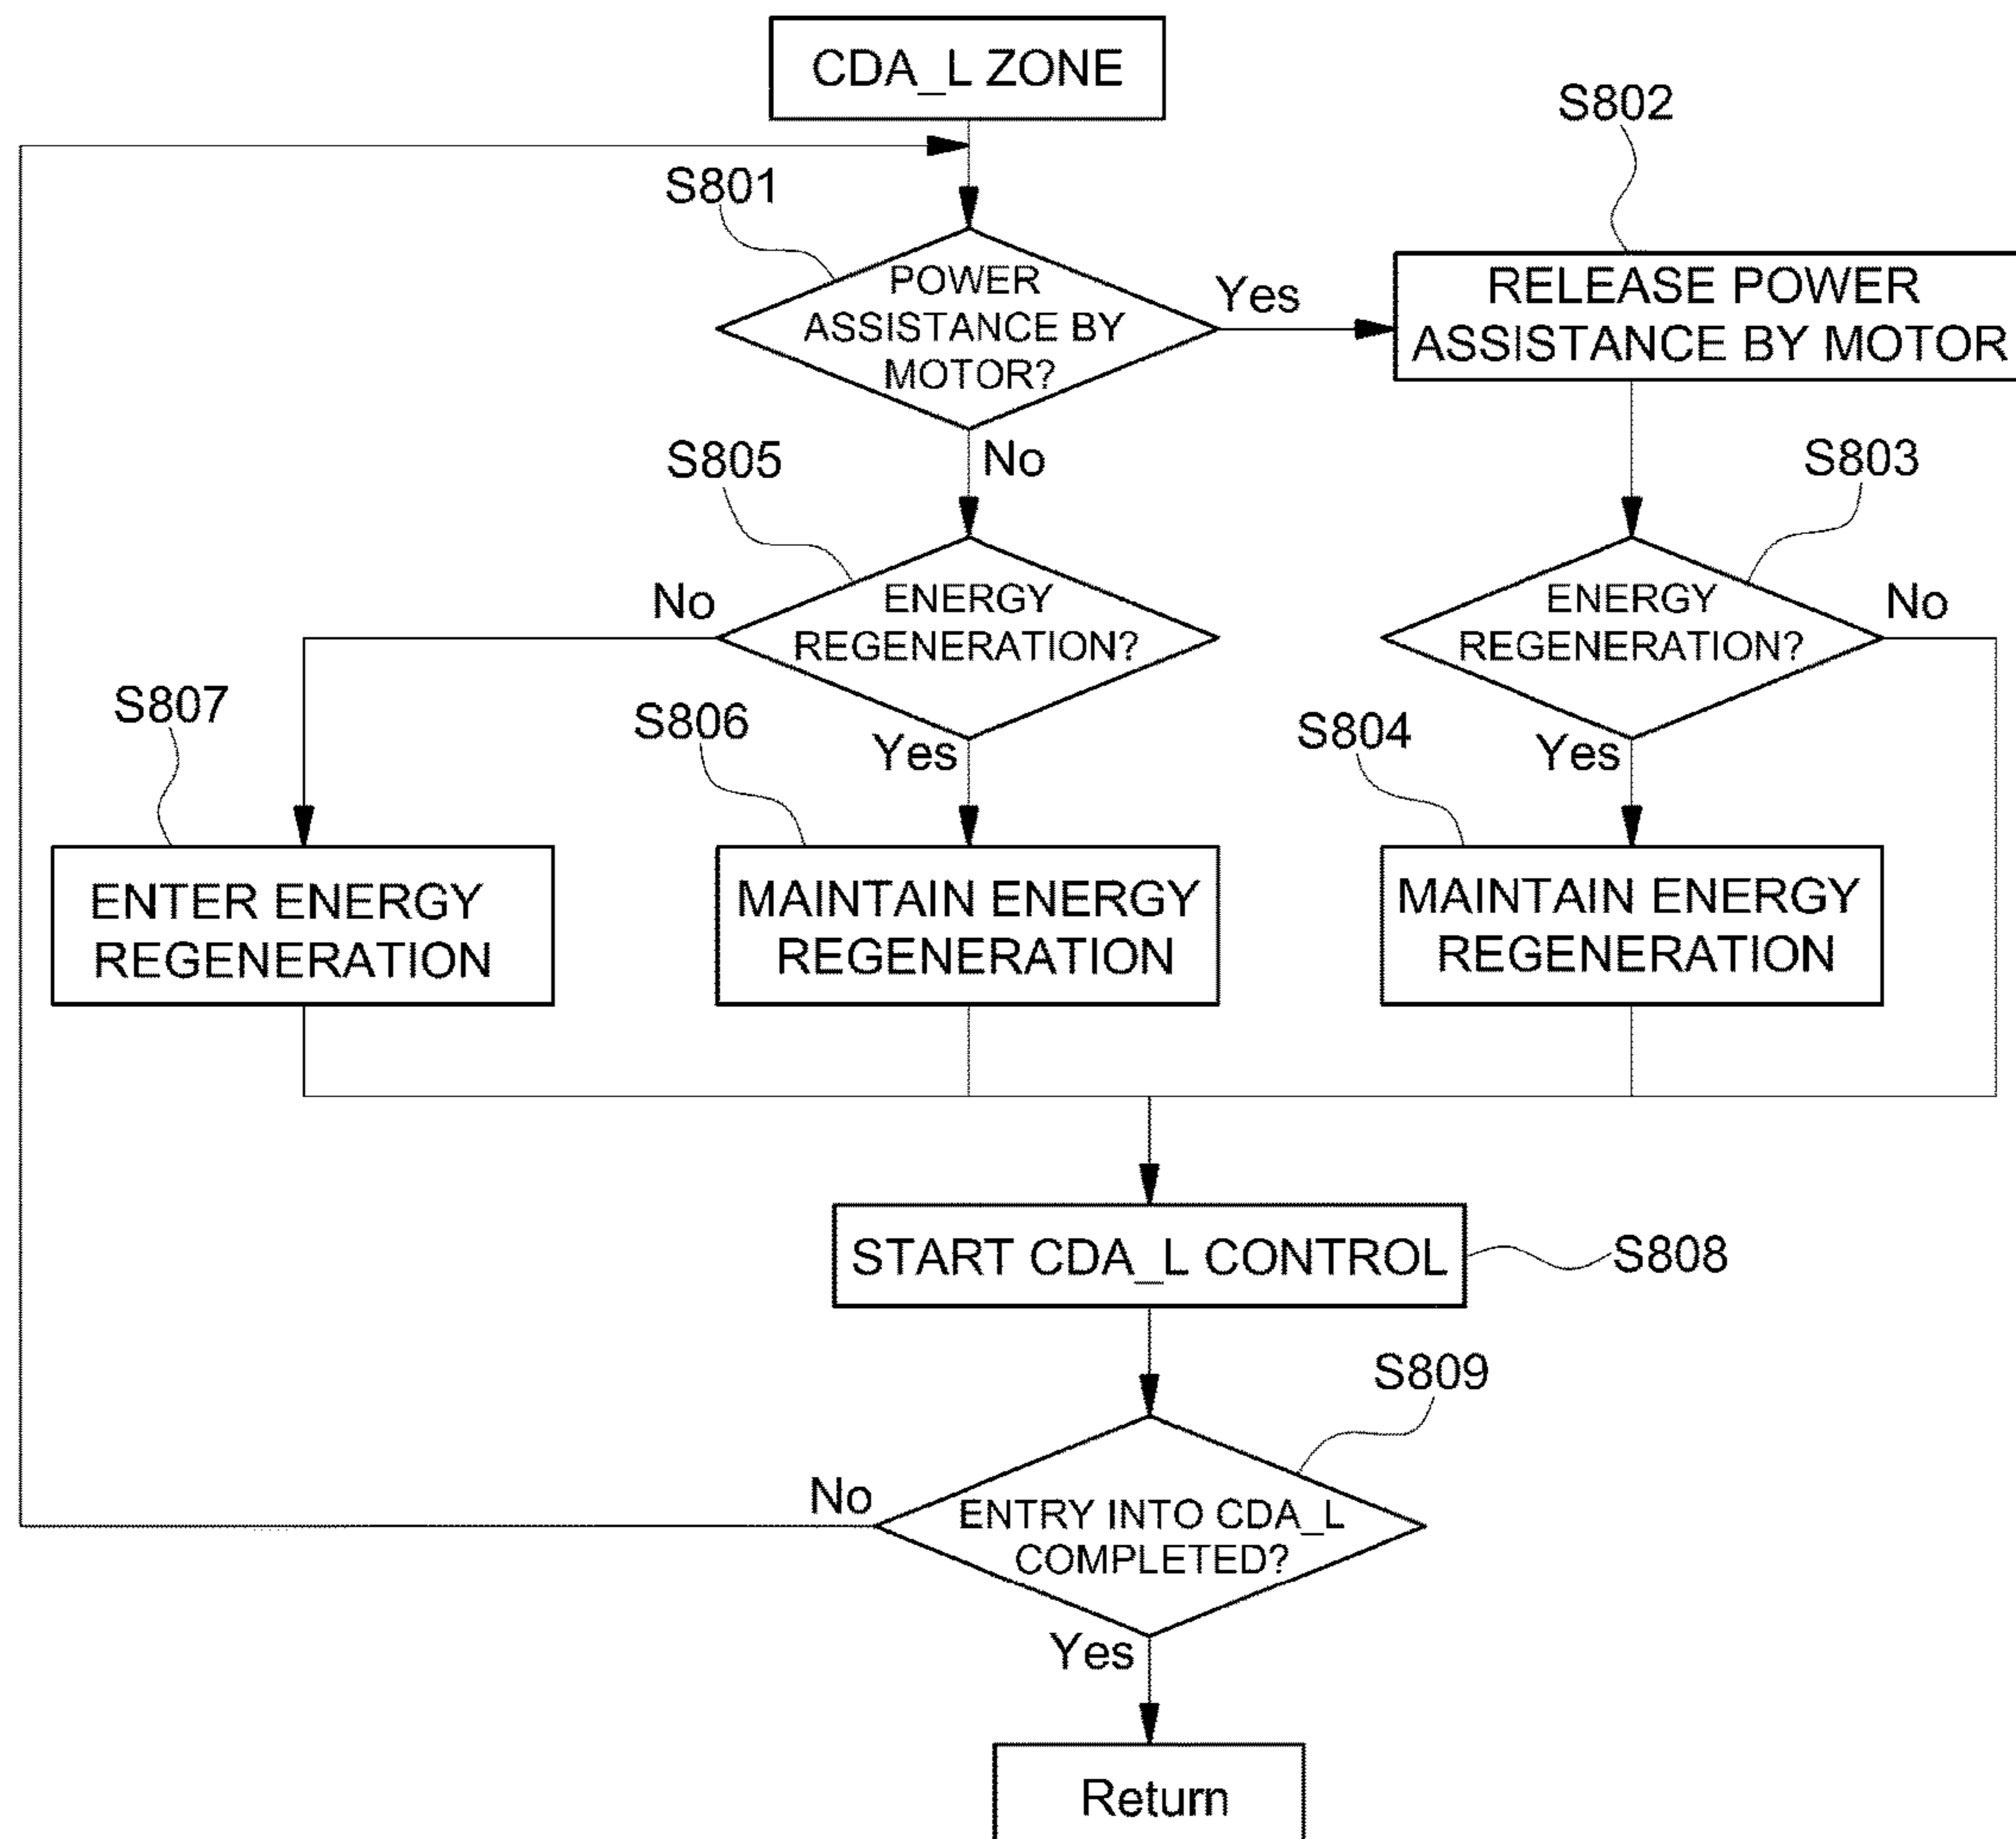 CDA_L ZONE
S802
S801
POWER
ASSISTANCE BY
MOTOR?
Yes
RELEASE POWER
ASSISTANCE BY MOTOR
No
S805
S803
ENERGY
REGENERATION?
No
Yes
ENERGY
REGENERATION?
No
Yes
S807
S806
S804
ENTER ENERGY
REGENERATION
MAINTAIN ENERGY
REGENERATION
MAINTAIN ENERGY
REGENERATION
START CDA_L CONTROL
S808
S809
ENTRY INTO CDA_L
COMPLETED?
No
Yes
Return